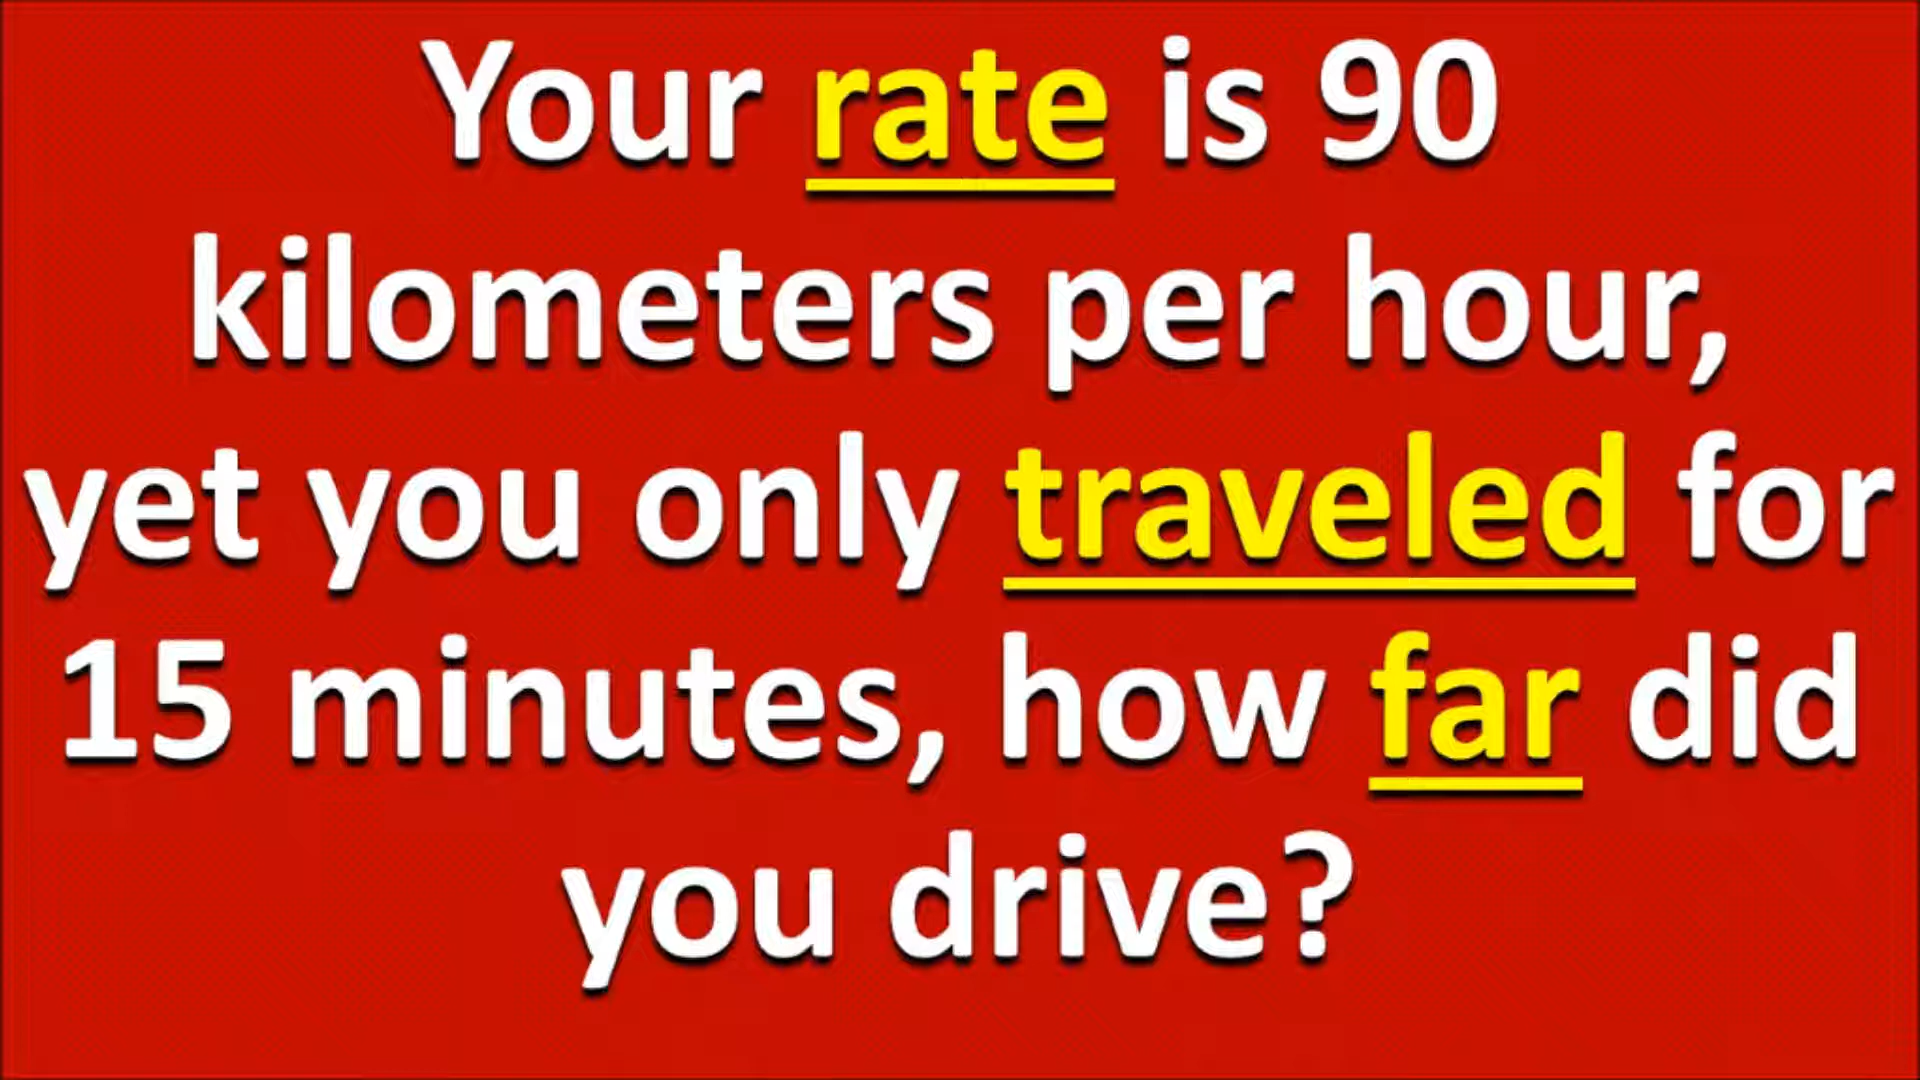 Your rate is 90
kilometers per hour,
yet you only traveled for
15 minutes, how far did
you drive?